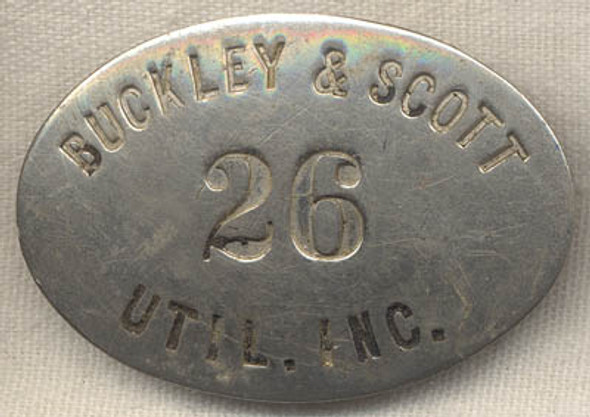 BUCKLEY & SCOTT
26
UTIL. INC.